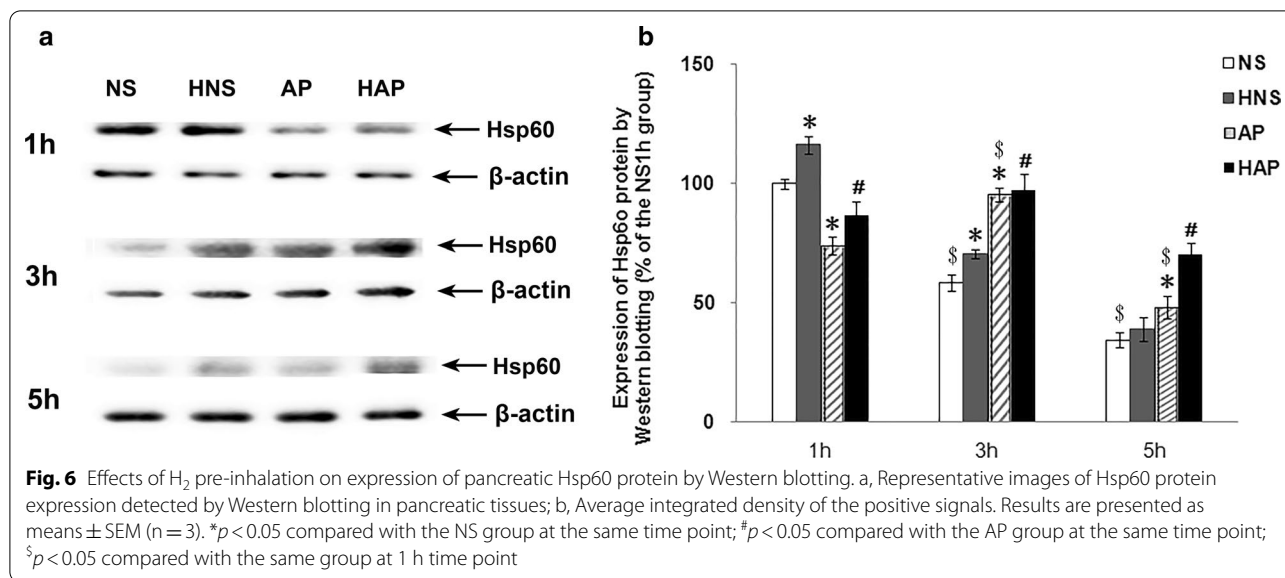 a
NS HNS AP HAP
1h
Hsp60
β-actin
3h
Hsp60
β-actin
5h
Hsp60
β-actin
b
Expression of Hsp6o protein by
Western blotting (% of the NS1h group)
150
100
50
0
* * #
$ * $ * #
$ $ * #
1h 3h 5h
NS
HNS
AP
HAP
Fig. 6 Effects of H₂ pre-inhalation on expression of pancreatic Hsp60 protein by Western blotting. a, Representative images of Hsp60 protein
expression detected by Western blotting in pancreatic tissues; b, Average integrated density of the positive signals. Results are presented as
means ± SEM (n = 3). *p < 0.05 compared with the NS group at the same time point; #p < 0.05 compared with the AP group at the same time point;
$p < 0.05 compared with the same group at 1 h time point